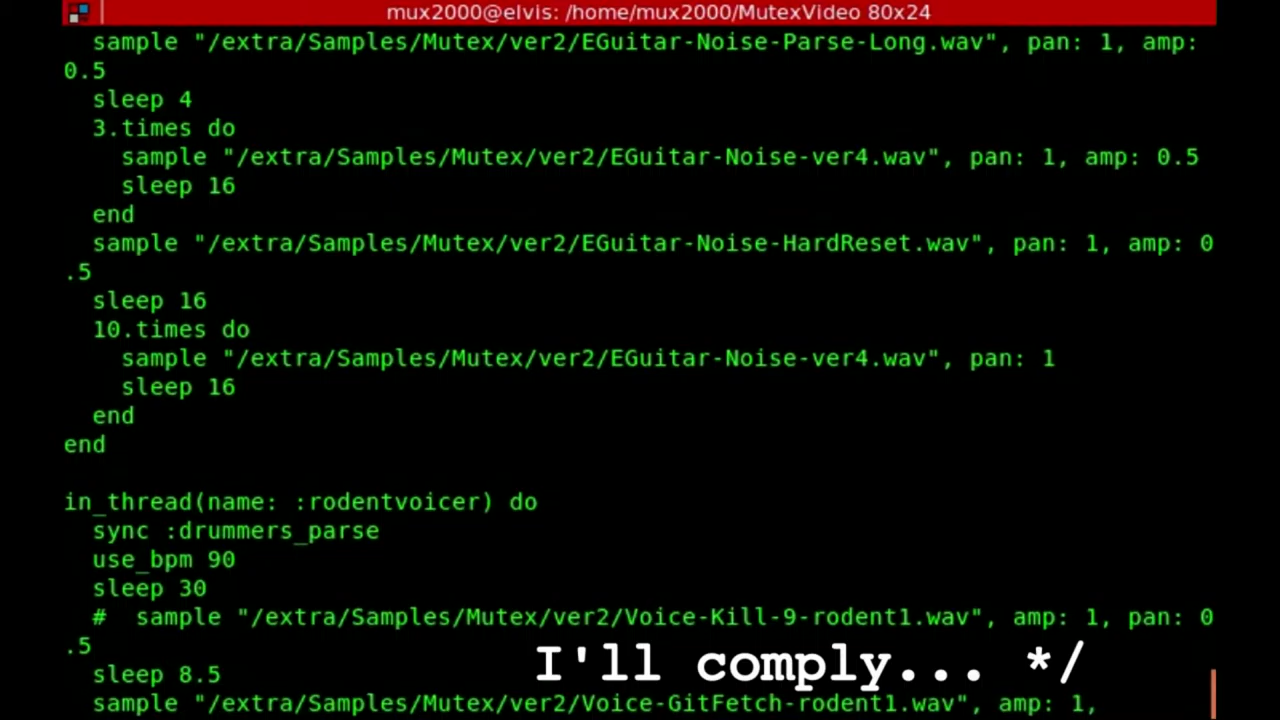 mux2000@elvis: /home/mux2000/MutexVideo 80x24
  sample "/extra/Samples/Mutex/ver2/EGuitar-Noise-Parse-Long.wav", pan: 1, amp:
0.5
  sleep 4
  3.times do
    sample "/extra/Samples/Mutex/ver2/EGuitar-Noise-ver4.wav", pan: 1, amp: 0.5
    sleep 16
  end
  sample "/extra/Samples/Mutex/ver2/EGuitar-Noise-HardReset.wav", pan: 1, amp: 0
.5
  sleep 16
  10.times do
    sample "/extra/Samples/Mutex/ver2/EGuitar-Noise-ver4.wav", pan: 1
    sleep 16
  end
end

in_thread(name: :rodentvoicer) do
  sync :drummers_parse
  use_bpm 90
  sleep 30
  #  sample "/extra/Samples/Mutex/ver2/Voice-Kill-9-rodent1.wav", amp: 1, pan: 0
.5
I'll comply... */
  sleep 8.5
  sample "/extra/Samples/Mutex/ver2/Voice-GitFetch-rodent1.wav", amp: 1,